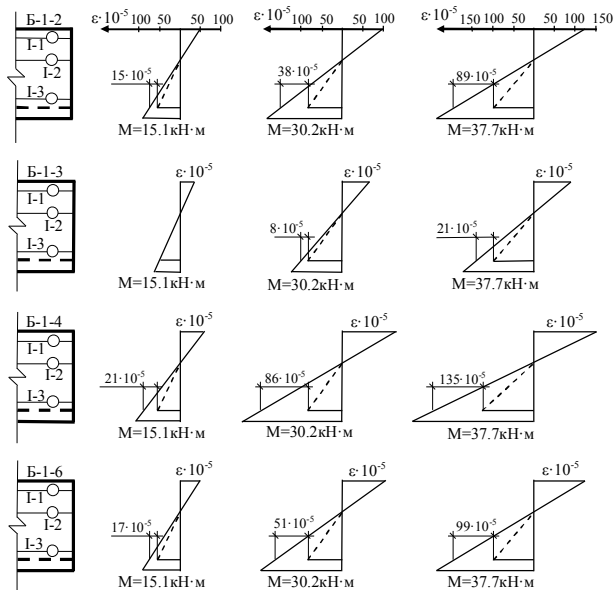 Б-1-2
I-1
I-2
I-3
ε·10⁻⁵
100 50 50
15·10⁻⁵
М=15.1кН·м
ε·10⁻⁵
100 50 50 100
38·10⁻⁵
М=30.2кН·м
ε·10⁻⁵
150 100 50 50 100 150
89·10⁻⁵
М=37.7кН·м
Б-1-3
I-1
I-2
I-3
ε·10⁻⁵
М=15.1кН·м
ε·10⁻⁵
8·10⁻⁵
М=30.2кН·м
ε·10⁻⁵
21·10⁻⁵
М=37.7кН·м
Б-1-4
I-1
I-2
I-3
ε·10⁻⁵
21·10⁻⁵
М=15.1кН·м
ε·10⁻⁵
86·10⁻⁵
М=30.2кН·м
ε·10⁻⁵
135·10⁻⁵
М=37.7кН·м
Б-1-6
I-1
I-2
I-3
ε·10⁻⁵
17·10⁻⁵
М=15.1кН·м
ε·10⁻⁵
51·10⁻⁵
М=30.2кН·м
ε·10⁻⁵
99·10⁻⁵
М=37.7кН·м